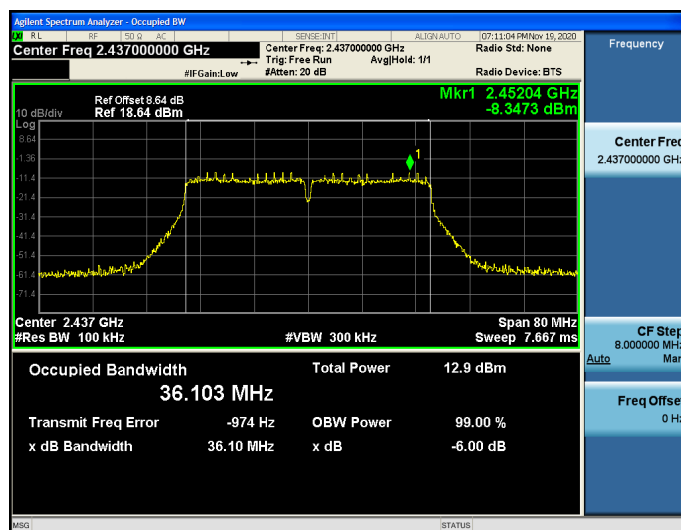 Agilent Spectrum Analyzer - Occupied BW
LXI RL RF 50 Ω AC SENSE:INT ALIGN AUTO 07:11:04 PM Nov 19, 2020
Center Freq 2.437000000 GHz
Center Freq: 2.437000000 GHz
Radio Std: None
Trig: Free Run Avg|Hold: 1/1
#IFGain:Low
#Atten: 20 dB
Radio Device: BTS
Frequency
Mkr1 2.45204 GHz
-8.3473 dBm
Ref Offset 8.64 dB
10 dB/div Ref 18.64 dBm
Log
8.64
-1.36
-11.4
-21.4
-31.4
-41.4
-51.4
-61.4
-71.4
1
Center 2.437 GHz
Span 80 MHz
#Res BW 100 kHz
#VBW 300 kHz
Sweep 7.667 ms
Occupied Bandwidth
36.103 MHz
Total Power 12.9 dBm
Transmit Freq Error -974 Hz
OBW Power 99.00 %
x dB Bandwidth 36.10 MHz
x dB -6.00 dB
Center Freq
2.437000000 GHz
CF Step
8.000000 MHz
Auto Man
Freq Offset
0 Hz
MSG
STATUS